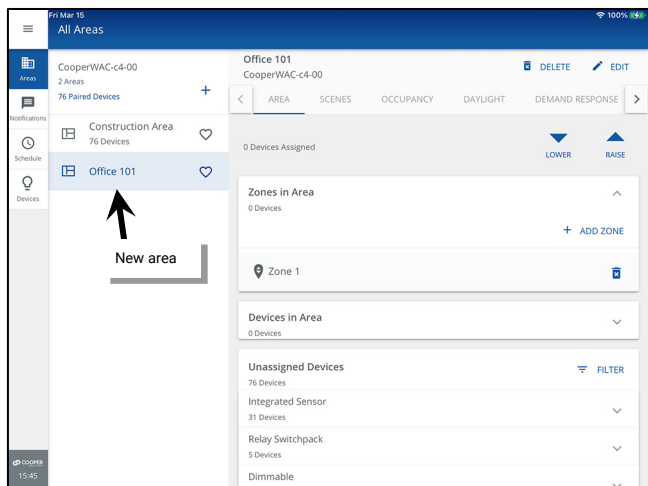 Fri Mar 15
100%
All Areas
Areas
Notifications
Schedule
Devices
COOPER
15:45
CooperWAC-c4-00
2 Areas
76 Paired Devices
+
Construction Area
76 Devices
Office 101
New area
Office 101
CooperWAC-c4-00
DELETE
EDIT
AREA SCENES OCCUPANCY DAYLIGHT DEMAND RESPONSE
0 Devices Assigned
LOWER
RAISE
Zones in Area
0 Devices
+ ADD ZONE
Zone 1
Devices in Area
0 Devices
Unassigned Devices
76 Devices
FILTER
Integrated Sensor
31 Devices
Relay Switchpack
5 Devices
Dimmable